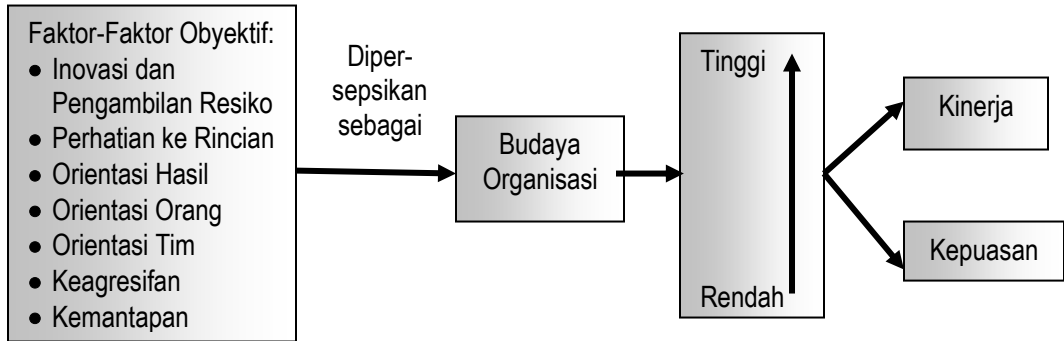 Faktor-Faktor Obyektif:
● Inovasi dan
Pengambilan Resiko
● Perhatian ke Rincian
● Orientasi Hasil
● Orientasi Orang
● Orientasi Tim
● Keagresifan
● Kemantapan
Diper-
sepsikan
sebagai
Budaya
Organisasi
Tinggi
Rendah
Kinerja
Kepuasan